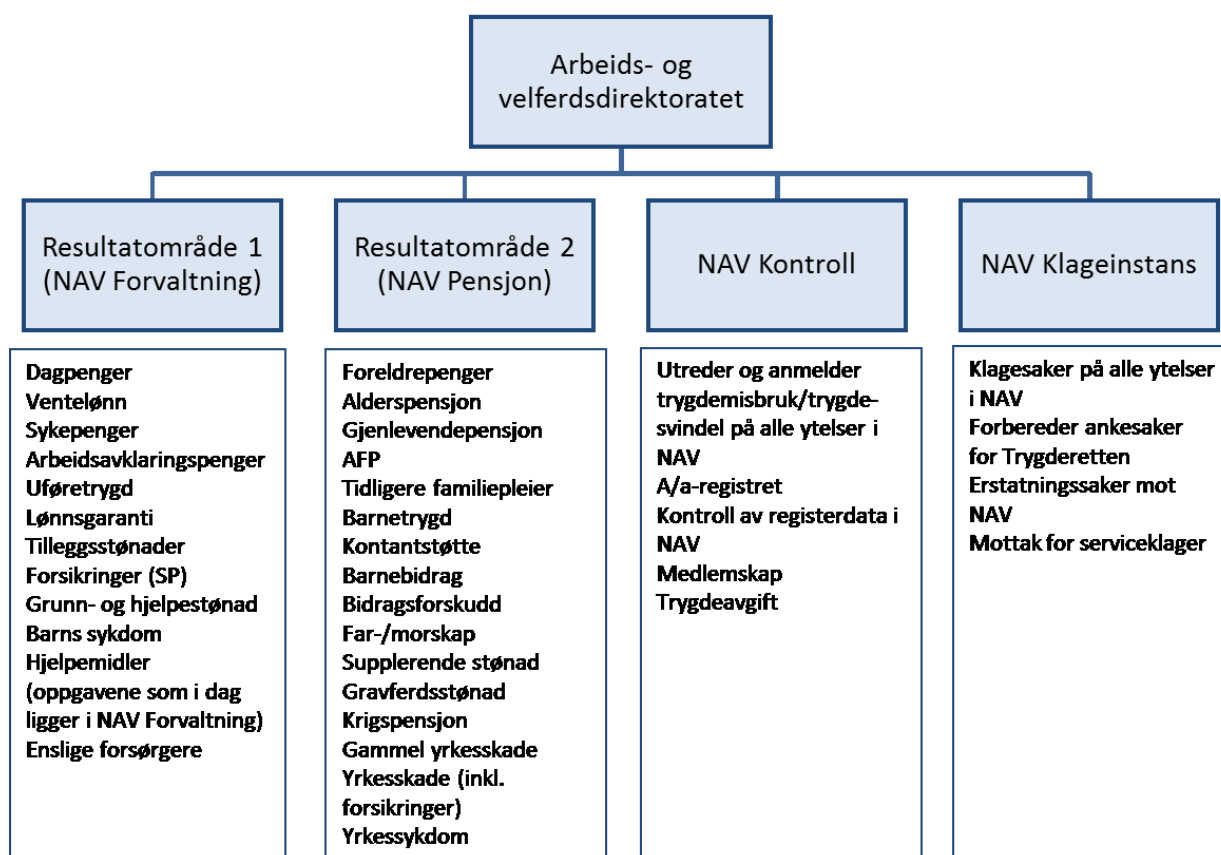 Arbeids- og
velferdsdirektoratet
Resultatområde 1
(NAV Forvaltning)
Resultatområde 2
(NAV Pensjon)
NAV Kontroll
NAV Klageinstans
Dagpenger
Ventelønn
Sykepenger
Arbeidsavklaringspenger
Uføretrygd
Lønnsgaranti
Tilleggsstønader
Forsikringer (SP)
Grunn- og hjelpestønad
Barns sykdom
Hjelpemidler
(oppgavene som i dag
ligger i NAV Forvaltning)
Enslige forsørgere
Foreldrepenger
Alderspensjon
Gjenlevendepensjon
AFP
Tidligere familiepleier
Barnetrygd
Kontantstøtte
Barnebidrag
Bidragsforskudd
Far-/morskap
Supplerende stønad
Gravferdsstønad
Krigspensjon
Gammel yrkesskade
Yrkesskade (inkl.
forsikringer)
Yrkessykdom
Utreder og anmelder
trygdemisbruk/trygde-
svindel på alle ytelser i
NAV
A/a-registret
Kontroll av registerdata i
NAV
Medlemskap
Trygdeavgift
Klagesaker på alle ytelser
i NAV
Forbereder ankesaker
for Trygderetten
Erstatningssaker mot
NAV
Mottak for serviceklager